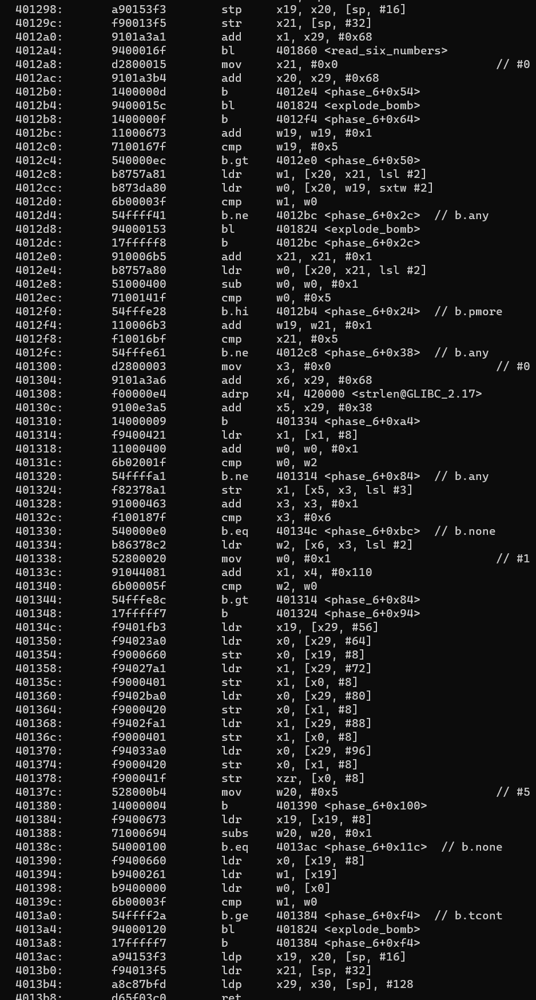 401298: a90153f3 stp x19, x20, [sp, #16]
40129c: f90013f5 str x21, [sp, #32]
4012a0: 9101a3a1 add x1, x29, #0x68
4012a4: 9400016f bl 401860 <read_six_numbers>
4012a8: d2800015 mov x21, #0x0 // #0
4012ac: 9101a3b4 add x20, x29, #0x68
4012b0: 1400000d b 4012e4 <phase_6+0x54>
4012b4: 9400015c bl 401824 <explode_bomb>
4012b8: 1400000f b 4012f4 <phase_6+0x64>
4012bc: 11000673 add w19, w19, #0x1
4012c0: 7100167f cmp w19, #0x5
4012c4: 540000ec b.gt 4012e0 <phase_6+0x50>
4012c8: b8757a81 ldr w1, [x20, x21, lsl #2]
4012cc: b873da80 ldr w0, [x20, w19, sxtw #2]
4012d0: 6b00003f cmp w1, w0
4012d4: 54ffff41 b.ne 4012bc <phase_6+0x2c> // b.any
4012d8: 94000153 bl 401824 <explode_bomb>
4012dc: 17fffff8 b 4012bc <phase_6+0x2c>
4012e0: 910006b5 add x21, x21, #0x1
4012e4: b8757a80 ldr w0, [x20, x21, lsl #2]
4012e8: 51000400 sub w0, w0, #0x1
4012ec: 7100141f cmp w0, #0x5
4012f0: 54fffe28 b.hi 4012b4 <phase_6+0x24> // b.pmore
4012f4: 110006b3 add w19, w21, #0x1
4012f8: f10016bf cmp x21, #0x5
4012fc: 54fffe61 b.ne 4012c8 <phase_6+0x38> // b.any
401300: d2800003 mov x3, #0x0 // #0
401304: 9101a3a6 add x6, x29, #0x68
401308: f00000e4 adrp x4, 420000 <strlen@GLIBC_2.17>
40130c: 9100e3a5 add x5, x29, #0x38
401310: 14000009 b 401334 <phase_6+0xa4>
401314: f9400421 ldr x1, [x1, #8]
401318: 11000400 add w0, w0, #0x1
40131c: 6b02001f cmp w0, w2
401320: 54ffffa1 b.ne 401314 <phase_6+0x84> // b.any
401324: f82378a1 str x1, [x5, x3, lsl #3]
401328: 91000463 add x3, x3, #0x1
40132c: f100187f cmp x3, #0x6
401330: 540000e0 b.eq 40134c <phase_6+0xbc> // b.none
401334: b86378c2 ldr w2, [x6, x3, lsl #2]
401338: 52800020 mov w0, #0x1 // #1
40133c: 91044081 add x1, x4, #0x110
401340: 6b00005f cmp w2, w0
401344: 54fffe8c b.gt 401314 <phase_6+0x84>
401348: 17fffff7 b 401324 <phase_6+0x94>
40134c: f9401fb3 ldr x19, [x29, #56]
401350: f94023a0 ldr x0, [x29, #64]
401354: f9000660 str x0, [x19, #8]
401358: f94027a1 ldr x1, [x29, #72]
40135c: f9000401 str x1, [x0, #8]
401360: f9402ba0 ldr x0, [x29, #80]
401364: f9000420 str x0, [x1, #8]
401368: f9402fa1 ldr x1, [x29, #88]
40136c: f9000401 str x1, [x0, #8]
401370: f94033a0 ldr x0, [x29, #96]
401374: f9000420 str x0, [x1, #8]
401378: f900041f str xzr, [x0, #8]
40137c: 528000b4 mov w20, #0x5 // #5
401380: 14000004 b 401390 <phase_6+0x100>
401384: f9400673 ldr x19, [x19, #8]
401388: 71000694 subs w20, w20, #0x1
40138c: 54000100 b.eq 4013ac <phase_6+0x11c> // b.none
401390: f9400660 ldr x0, [x19, #8]
401394: b9400261 ldr w1, [x19]
401398: b9400000 ldr w0, [x0]
40139c: 6b00003f cmp w1, w0
4013a0: 54ffff2a b.ge 401384 <phase_6+0xf4> // b.tcont
4013a4: 94000120 bl 401824 <explode_bomb>
4013a8: 17fffff7 b 401384 <phase_6+0xf4>
4013ac: a94153f3 ldp x19, x20, [sp, #16]
4013b0: f94013f5 ldr x21, [sp, #32]
4013b4: a8c87bfd ldp x29, x30, [sp], #128
4013b8: d65f03c0 ret